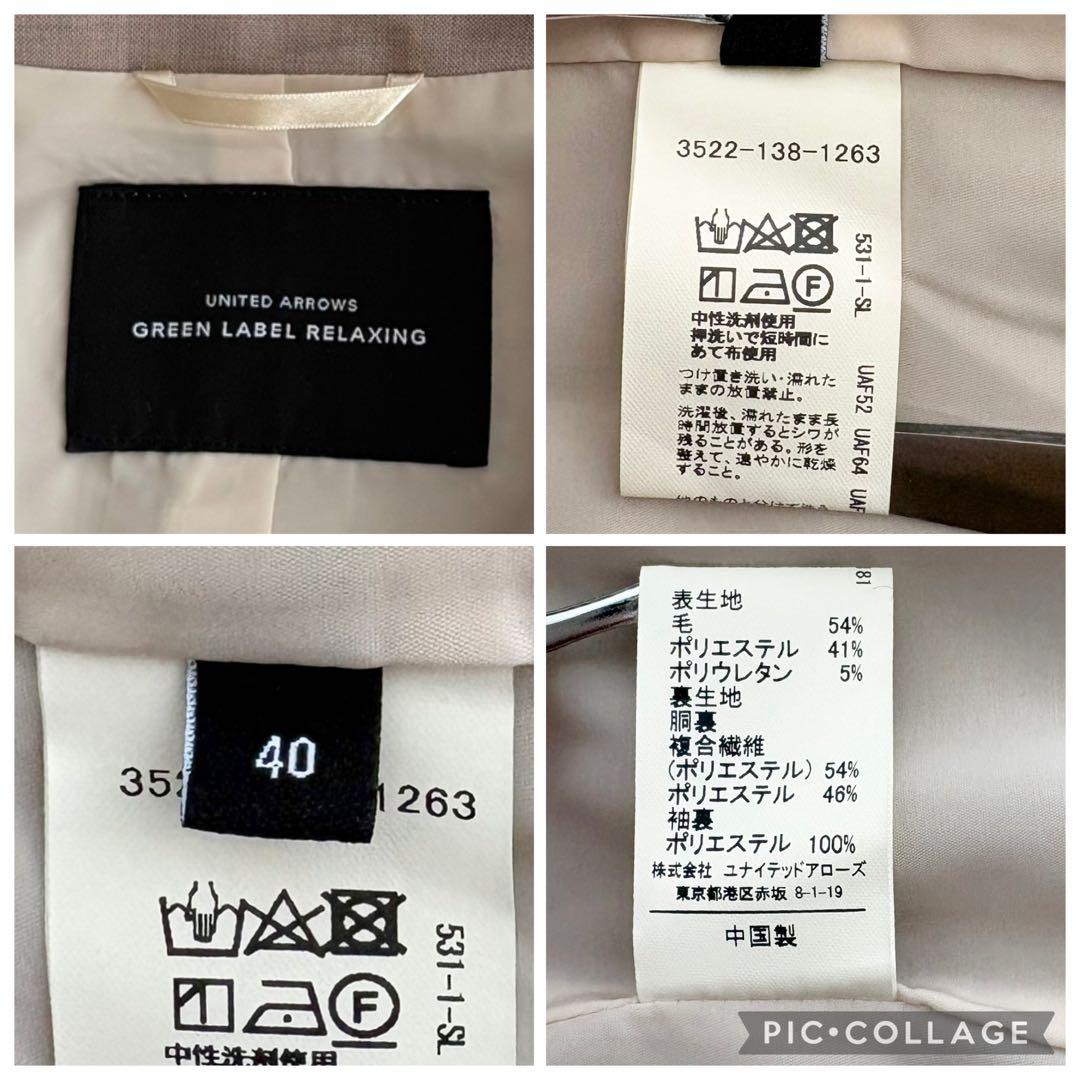 UNITED ARROWS
GREEN LABEL RELAXING
3522-138-1263
F
中性洗剤使用
押洗いで短時間に
あて布使用
つけ置き洗い・濡れた
ままの放置禁止。
洗濯後、濡れたまま長
時間放置するとシワが
残ることがある。形を
整えて、速やかに乾燥
すること。
531-1-SL
UAF52 UAF64 UAF
40
352
1263
F
531-1-SL
中性洗剤使用
81
表生地
毛 54%
ポリエステル 41%
ポリウレタン 5%
裏生地
胴裏
複合繊維
(ポリエステル) 54%
ポリエステル 46%
袖裏
ポリエステル 100%
株式会社 ユナイテッドアローズ
東京都港区赤坂 8-1-19
中国製
PIC•COLLAGE